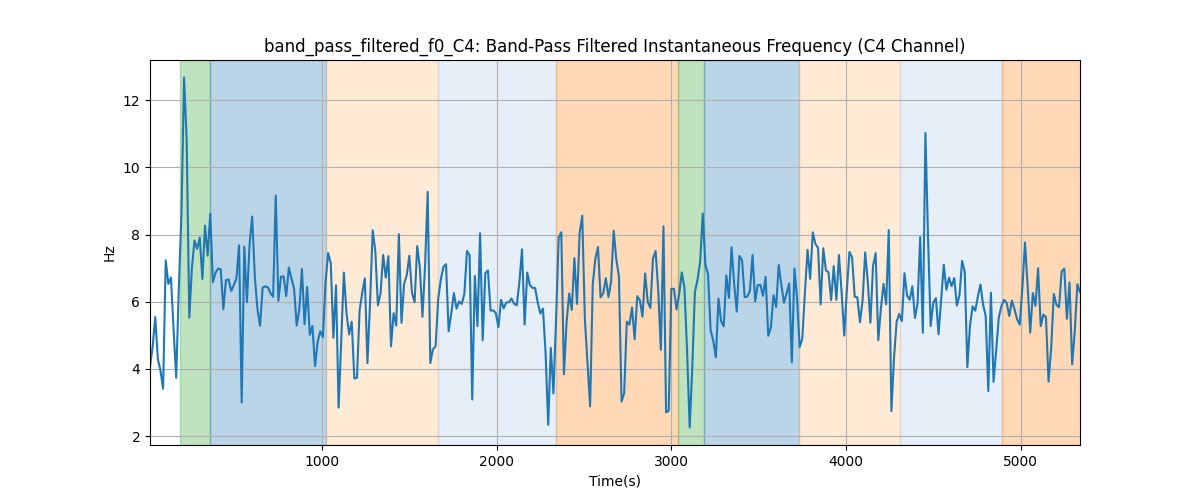 band_pass_filtered_f0_C4: Band-Pass Filtered Instantaneous Frequency (C4 Channel)
Hz
12
10
8
6
4
2
1000 2000 3000 4000 5000
Time(s)